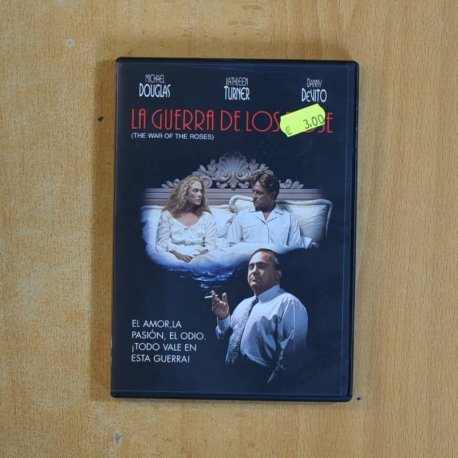 MICHAEL DOUGLAS
KATHLEEN TURNER
DANNY DeVITO
LA GUERRA DE LOS SE
(THE WAR OF THE ROSES)
€ 3,00
EL AMOR, LA
PASIÓN, EL ODIO.
¡TODO VALE EN
ESTA GUERRA!